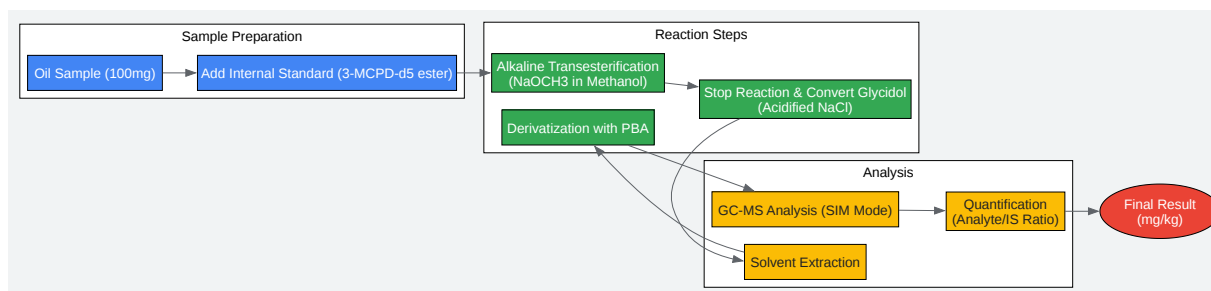 Sample Preparation
Oil Sample (100mg)
Add Internal Standard (3-MCPD-d5 ester)
Reaction Steps
Alkaline Transesterification
(NaOCH3 in Methanol)
Stop Reaction & Convert Glycidol
(Acidified NaCl)
Derivatization with PBA
Analysis
GC-MS Analysis (SIM Mode)
Quantification
(Analyte/IS Ratio)
Solvent Extraction
Final Result
(mg/kg)